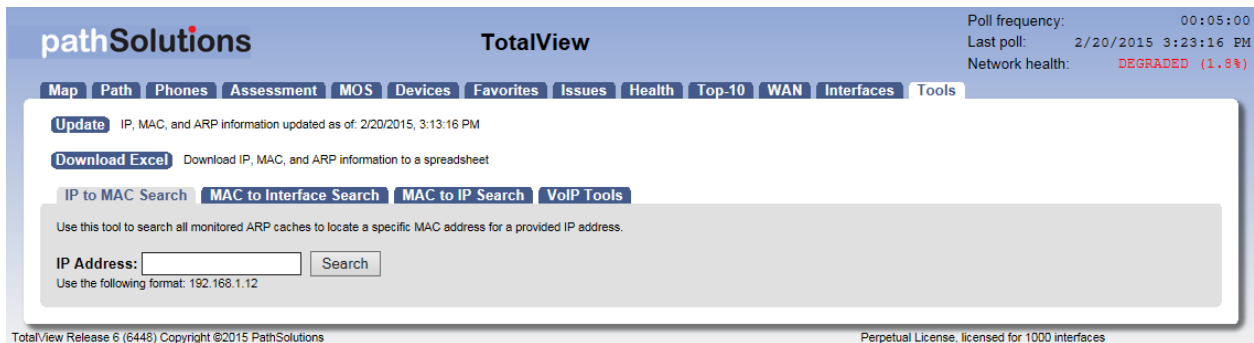 pathSolutions
TotalView
Poll frequency: 00:05:00
Last poll: 2/20/2015 3:23:16 PM
Network health: DEGRADED (1.8%)
Map Path Phones Assessment MOS Devices Favorites Issues Health Top-10 WAN Interfaces Tools
Update IP, MAC, and ARP information updated as of: 2/20/2015, 3:13:16 PM
Download Excel Download IP, MAC, and ARP information to a spreadsheet
IP to MAC Search MAC to Interface Search MAC to IP Search VoIP Tools
Use this tool to search all monitored ARP caches to locate a specific MAC address for a provided IP address.
IP Address: Search
Use the following format: 192.168.1.12
TotalView Release 6 (6448) Copyright ©2015 PathSolutions
Perpetual License, licensed for 1000 interfaces